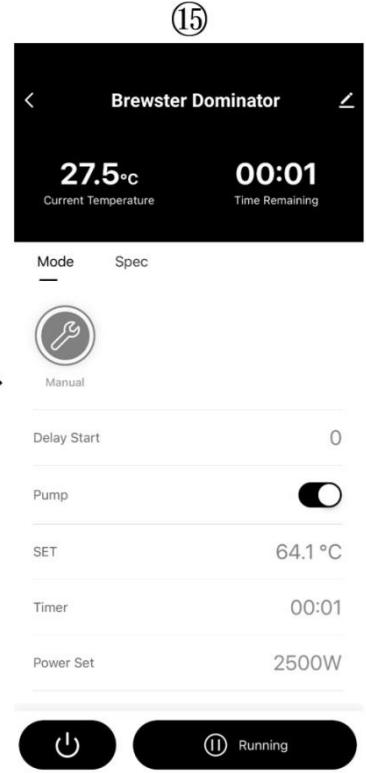 ⑮
Brewster Dominator
27.5°C 00:01
Current Temperature Time Remaining
Mode Spec
Manual
Delay Start 0
Pump
SET 64.1 °C
Timer 00:01
Power Set 2500W
Running